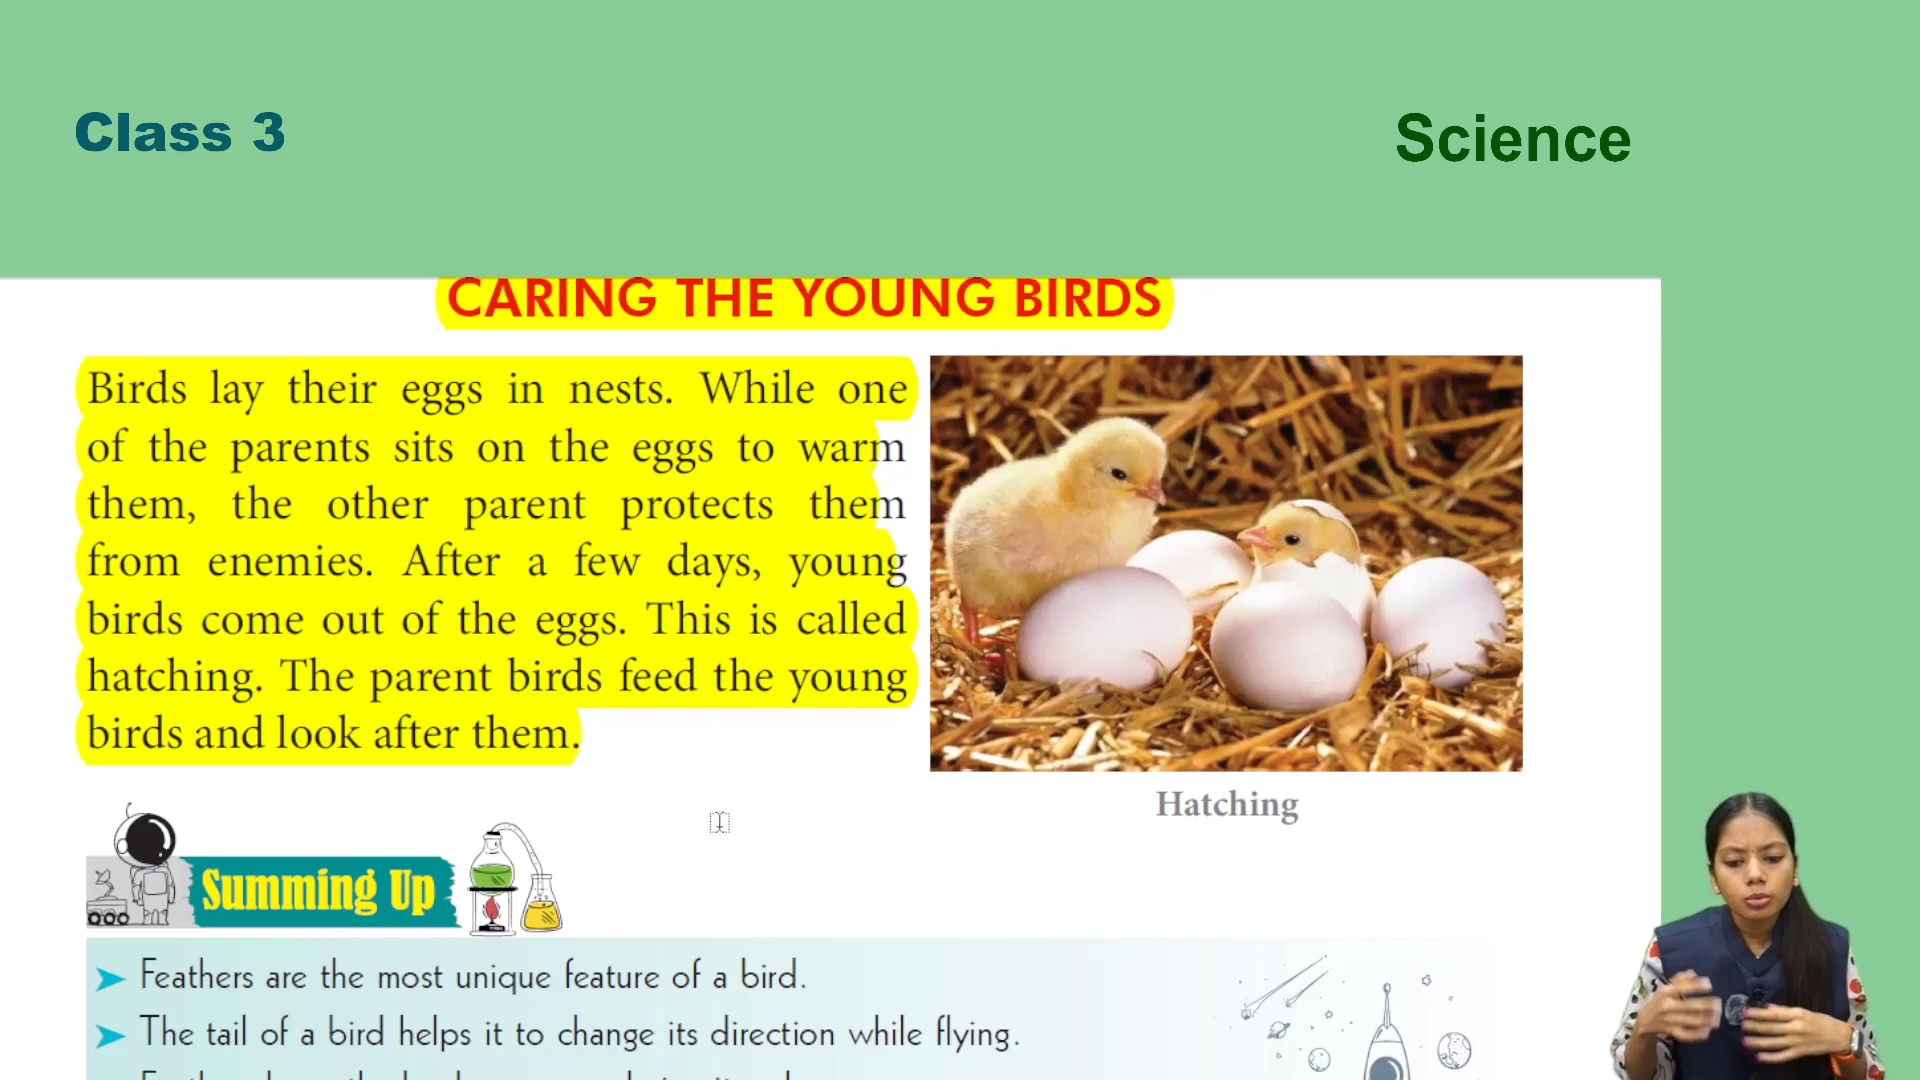 Class 3
Science
CARING THE YOUNG BIRDS
Birds lay their eggs in nests. While one
of the parents sits on the eggs to warm
them, the other parent protects them
from enemies. After a few days, young
birds come out of the eggs. This is called
hatching. The parent birds feed the young
birds and look after them.
Hatching
Summing Up
➤ Feathers are the most unique feature of a bird.
➤ The tail of a bird helps it to change its direction while flying.